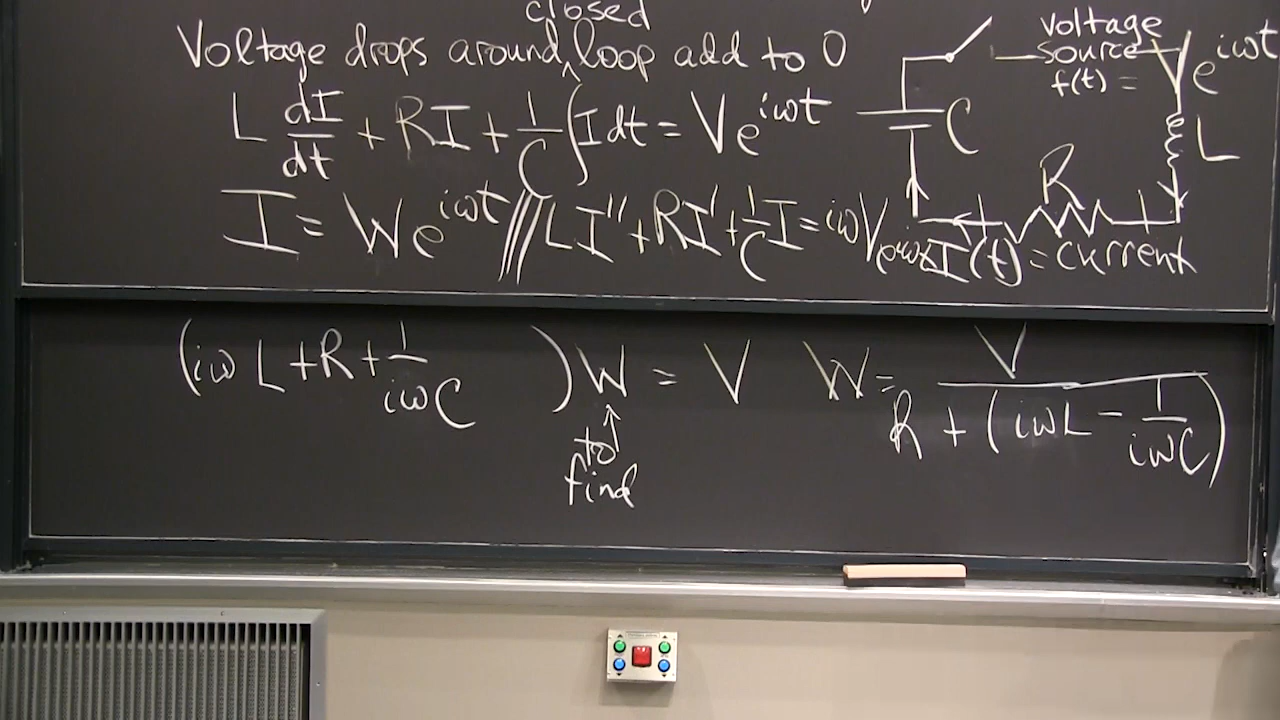 closed
Voltage drops around ‸ loop add to 0
L dI/dt + RI + 1/C ∫I dt = Ve^{iωt}
I = We^{iωt} // LI'' + RI' + 1/C I = iωVe^{iωt}
voltage
source
f(t) =
Ve^{iωt}
C
L
R
I(t) = current
(iωL + R + 1/iωC ) W = V
to
find
W = V / R + (iωL - 1/iωC)